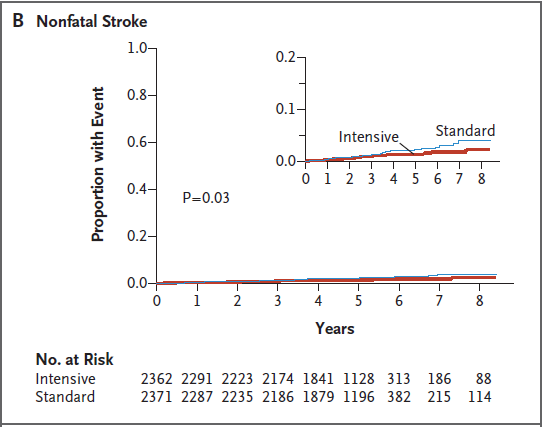 B Nonfatal Stroke
Proportion with Event
1.0
0.8
0.6
0.4
0.2
0.0
P=0.03
0 1 2 3 4 5 6 7 8
Years
0.2
0.1
0.0
Intensive
Standard
0 1 2 3 4 5 6 7 8
No. at Risk
Intensive 2362 2291 2223 2174 1841 1128 313 186 88
Standard 2371 2287 2235 2186 1879 1196 382 215 114